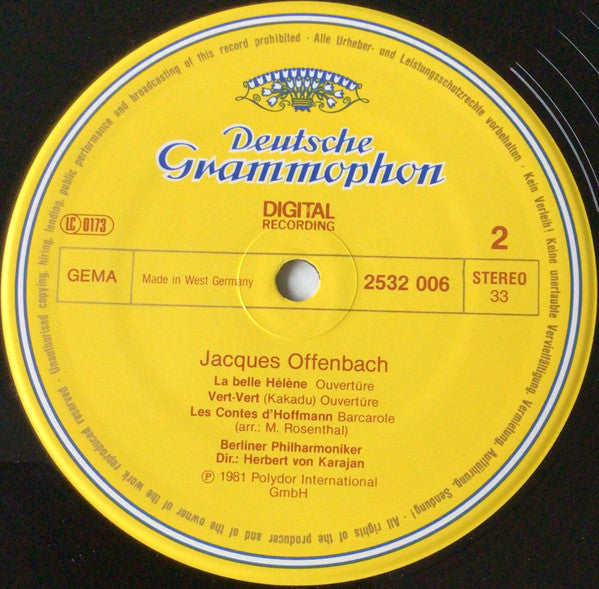 Unauthorised copying, hiring, lending, public performance and broadcasting of this record prohibited · Alle Urheber- und Leistungsschutzrechte vorbehalten · Kein Verleih! Keine unerlaubte Vervielfältigung, Vermietung, Aufführung, Sendung! · All rights of the producer and of the owner of the work reproduced reserved ·
Deutsche
Grammophon
DIGITAL
RECORDING
LC 0173
2
GEMA
Made in West Germany
2532 006
STEREO
33
Jacques Offenbach
La belle Hélène Ouvertüre
Vert-Vert (Kakadu) Ouvertüre
Les Contes d'Hoffmann Barcarole
(arr.: M. Rosenthal)
Berliner Philharmoniker
Dir.: Herbert von Karajan
Ⓟ 1981 Polydor International
GmbH